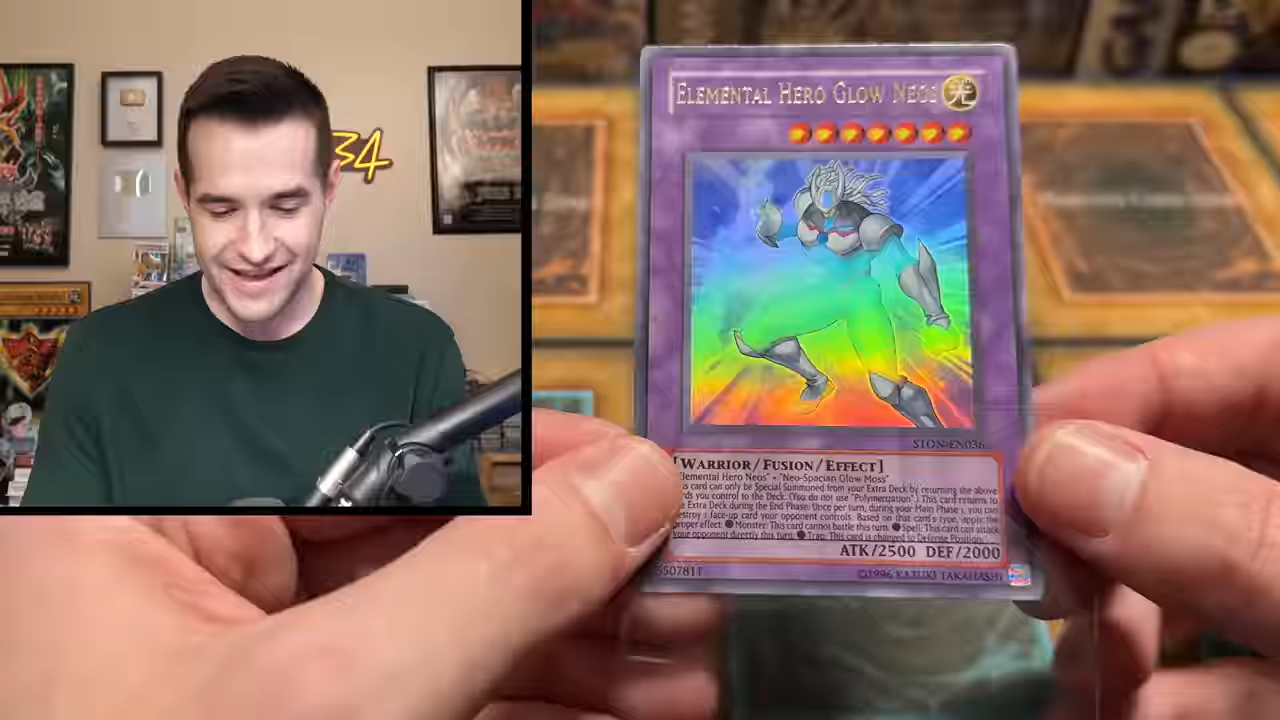 34
ELEMENTAL HERO GLOW NEOS
光
STON-EN036
[WARRIOR/FUSION/EFFECT]
"Elemental Hero Neos" + "Neo-Spacian Glow Moss"
card can only be Special Summoned from your Extra Deck by returning the above
cards you control to the Deck. (You do not use "Polymerization".) This card returns to
Extra Deck during the End Phase. Once per turn, during your Main Phase 1, you can
destroy 1 face-up card your opponent controls. Based on that card's type, apply the
proper effect: ●Monster: This card cannot battle this turn. ●Spell: This card can attack
your opponent directly this turn. ●Trap: This card is changed to Defense Position.
ATK/2500 DEF/2000
550781T
©1996 KAZUKI TAKAHASHI